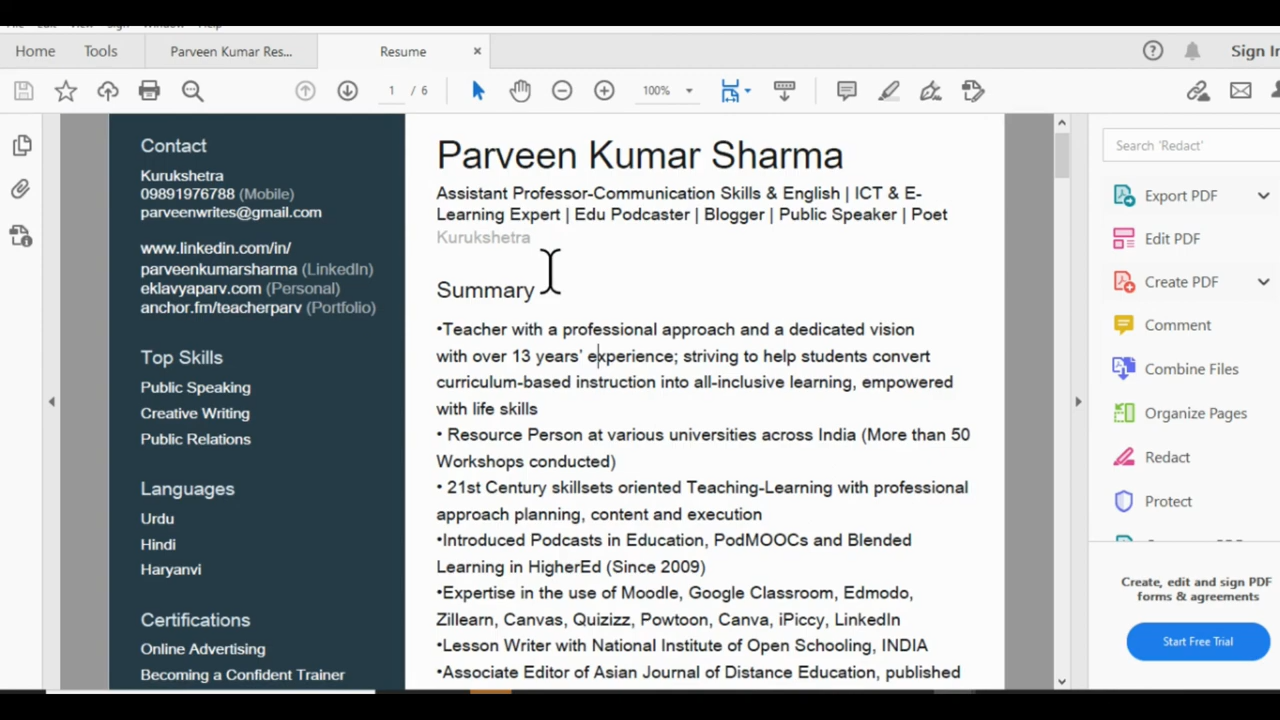 Home
Tools
Parveen Kumar Res...
Resume
Sign In
1 / 6
100%
Search 'Redact'
Contact
Kurukshetra
09891976788 (Mobile)
parveenwrites@gmail.com
www.linkedin.com/in/
parveenkumarsharma (LinkedIn)
eklavyaparv.com (Personal)
anchor.fm/teacherparv (Portfolio)
Top Skills
Public Speaking
Creative Writing
Public Relations
Languages
Urdu
Hindi
Haryanvi
Certifications
Online Advertising
Becoming a Confident Trainer
Parveen Kumar Sharma
Assistant Professor-Communication Skills & English | ICT & E-
Learning Expert | Edu Podcaster | Blogger | Public Speaker | Poet
Kurukshetra
Summary
•Teacher with a professional approach and a dedicated vision
with over 13 years’ experience; striving to help students convert
curriculum-based instruction into all-inclusive learning, empowered
with life skills
• Resource Person at various universities across India (More than 50
Workshops conducted)
• 21st Century skillsets oriented Teaching-Learning with professional
approach planning, content and execution
•Introduced Podcasts in Education, PodMOOCs and Blended
Learning in HigherEd (Since 2009)
•Expertise in the use of Moodle, Google Classroom, Edmodo,
Zillearn, Canvas, Quizizz, Powtoon, Canva, iPiccy, LinkedIn
•Lesson Writer with National Institute of Open Schooling, INDIA
•Associate Editor of Asian Journal of Distance Education, published
Export PDF
Edit PDF
Create PDF
Comment
Combine Files
Organize Pages
Redact
Protect
Create, edit and sign PDF
forms & agreements
Start Free Trial